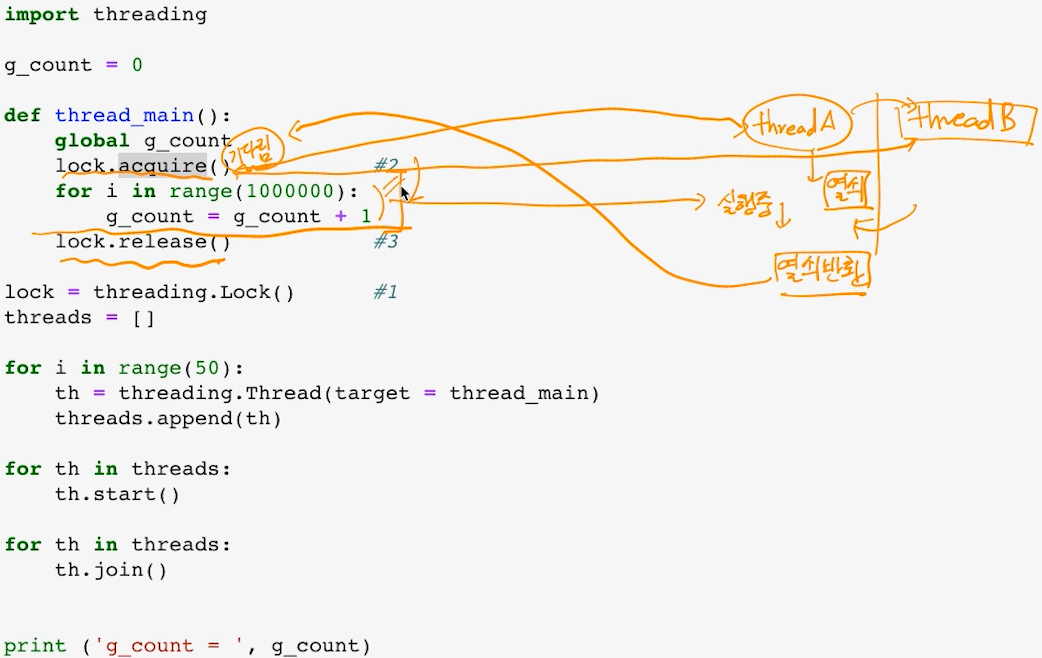 import threading
g_count = 0
def thread_main():
    global g_count
    lock.acquire()              #2
    for i in range(1000000):
        g_count = g_count + 1
    lock.release()              #3
lock = threading.Lock()      #1
threads = []
for i in range(50):
    th = threading.Thread(target = thread_main)
    threads.append(th)
for th in threads:
    th.start()
for th in threads:
    th.join()
print ('g_count = ', g_count)
기다림
thread A
thread B
열쇠
실행중
열쇠반환